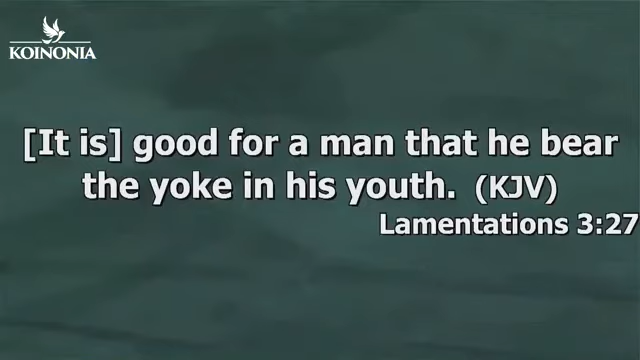 KOINONIA
[It is] good for a man that he bear
the yoke in his youth. (KJV)
Lamentations 3:27